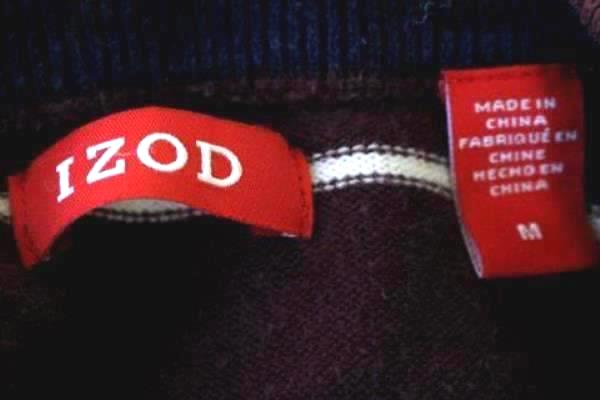 IZOD
MADE IN
CHINA
FABRIQUÉ EN
CHINE
HECHO EN
CHINA
M